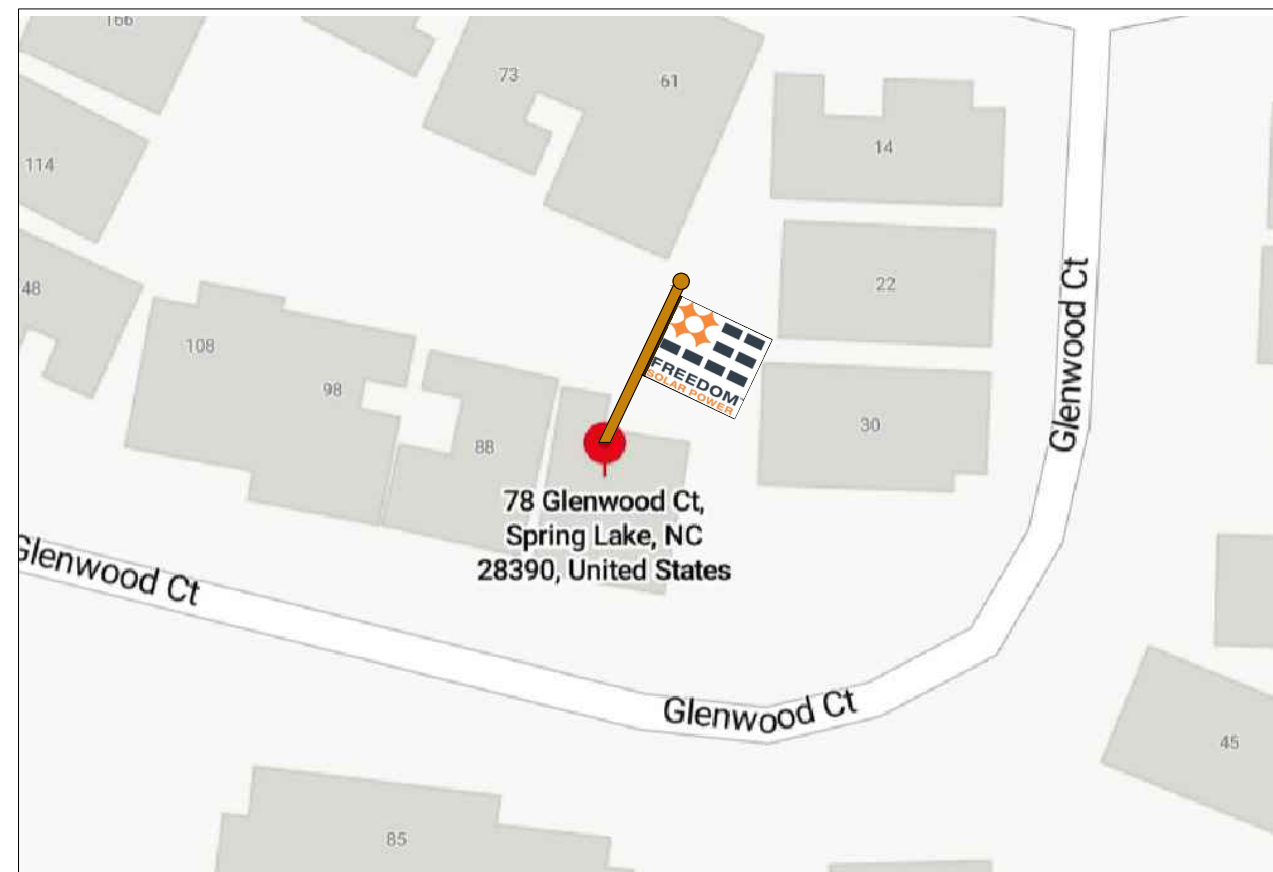 166
73
61
14
114
22
48
108
98
88
30
FREEDOM™
SOLAR POWER
78 Glenwood Ct,
Spring Lake, NC
28390, United States
Glenwood Ct
Glenwood Ct
Glenwood Ct
45
85